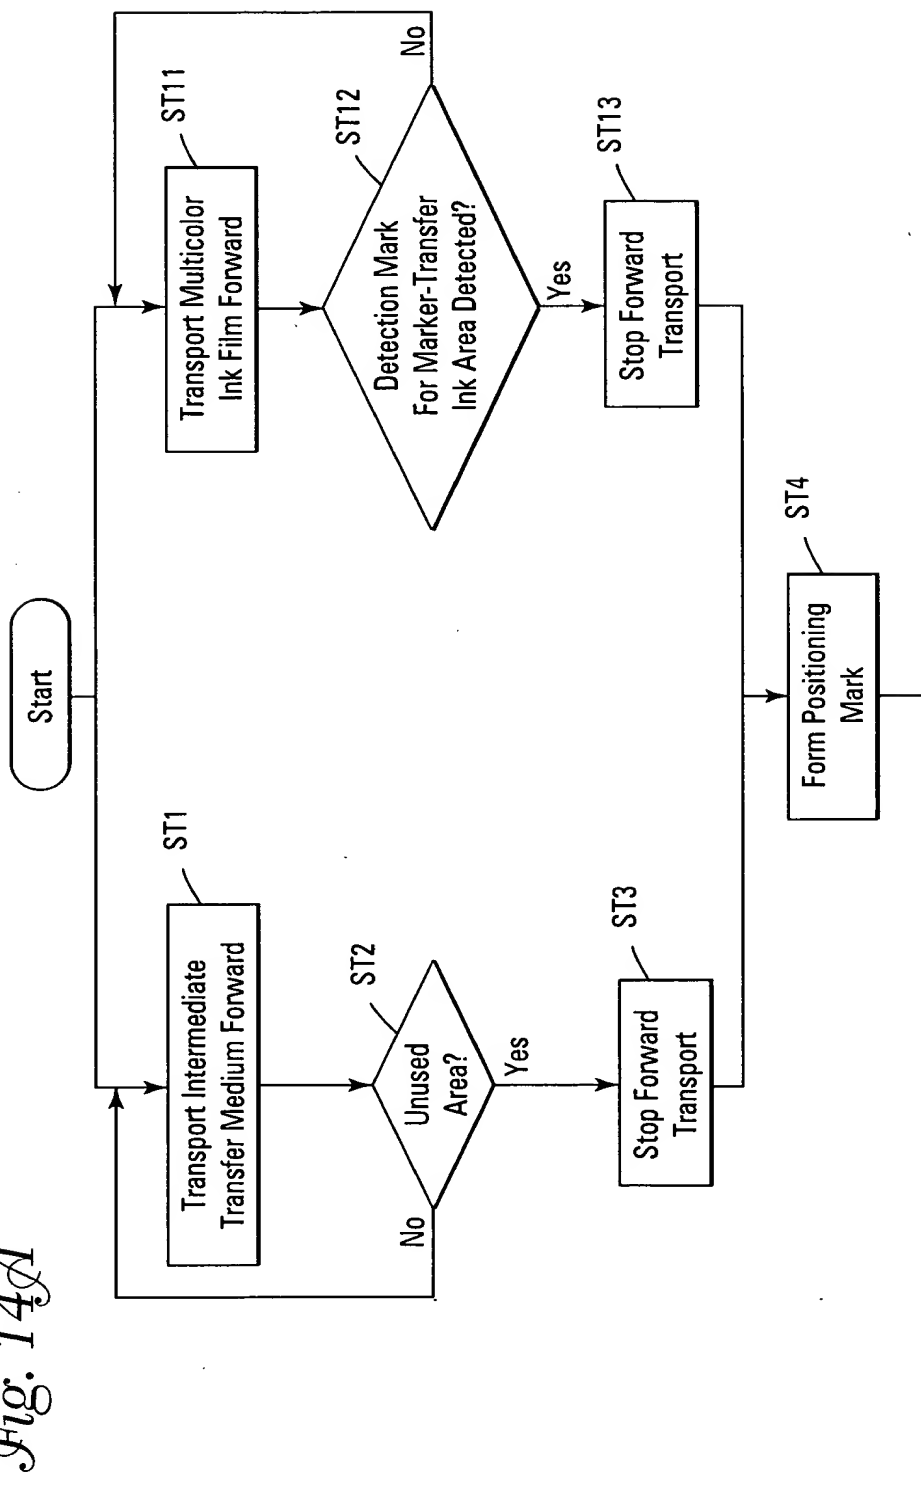 Fig. 14A
Start
ST1
Transport Intermediate
Transfer Medium Forward
ST2
Unused
Area?
No
Yes
ST3
Stop Forward
Transport
ST11
Transport Multicolor
Ink Film Forward
ST12
Detection Mark
For Marker-Transfer
Ink Area Detected?
No
Yes
ST13
Stop Forward
Transport
ST4
Form Positioning
Mark